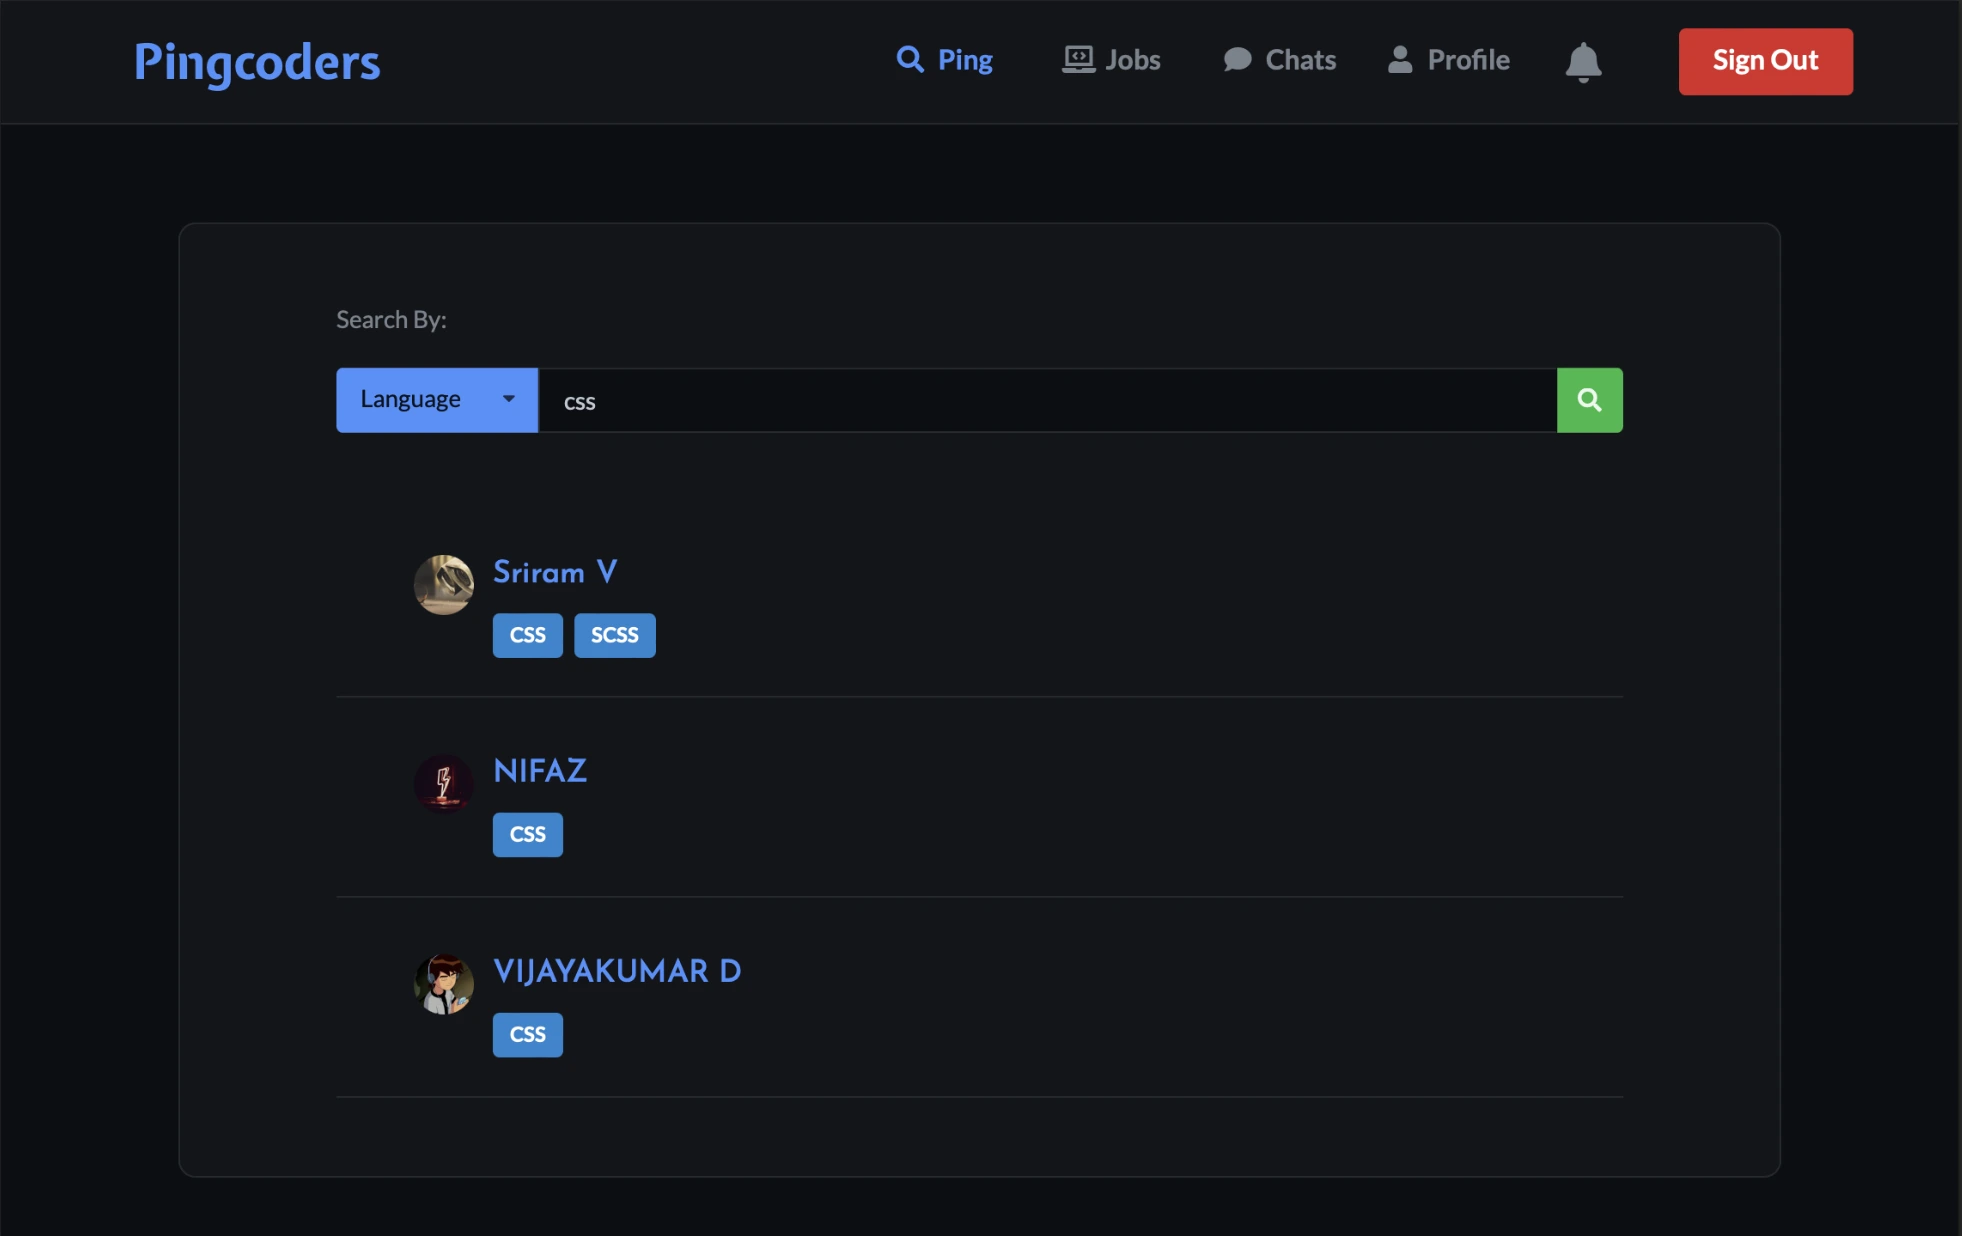 Pingcoders Ping Jobs Chats Profile Sign Out
Search By:
Language css
Sriram V
CSS SCSS
NIFAZ
CSS
VIJAYAKUMAR D
CSS